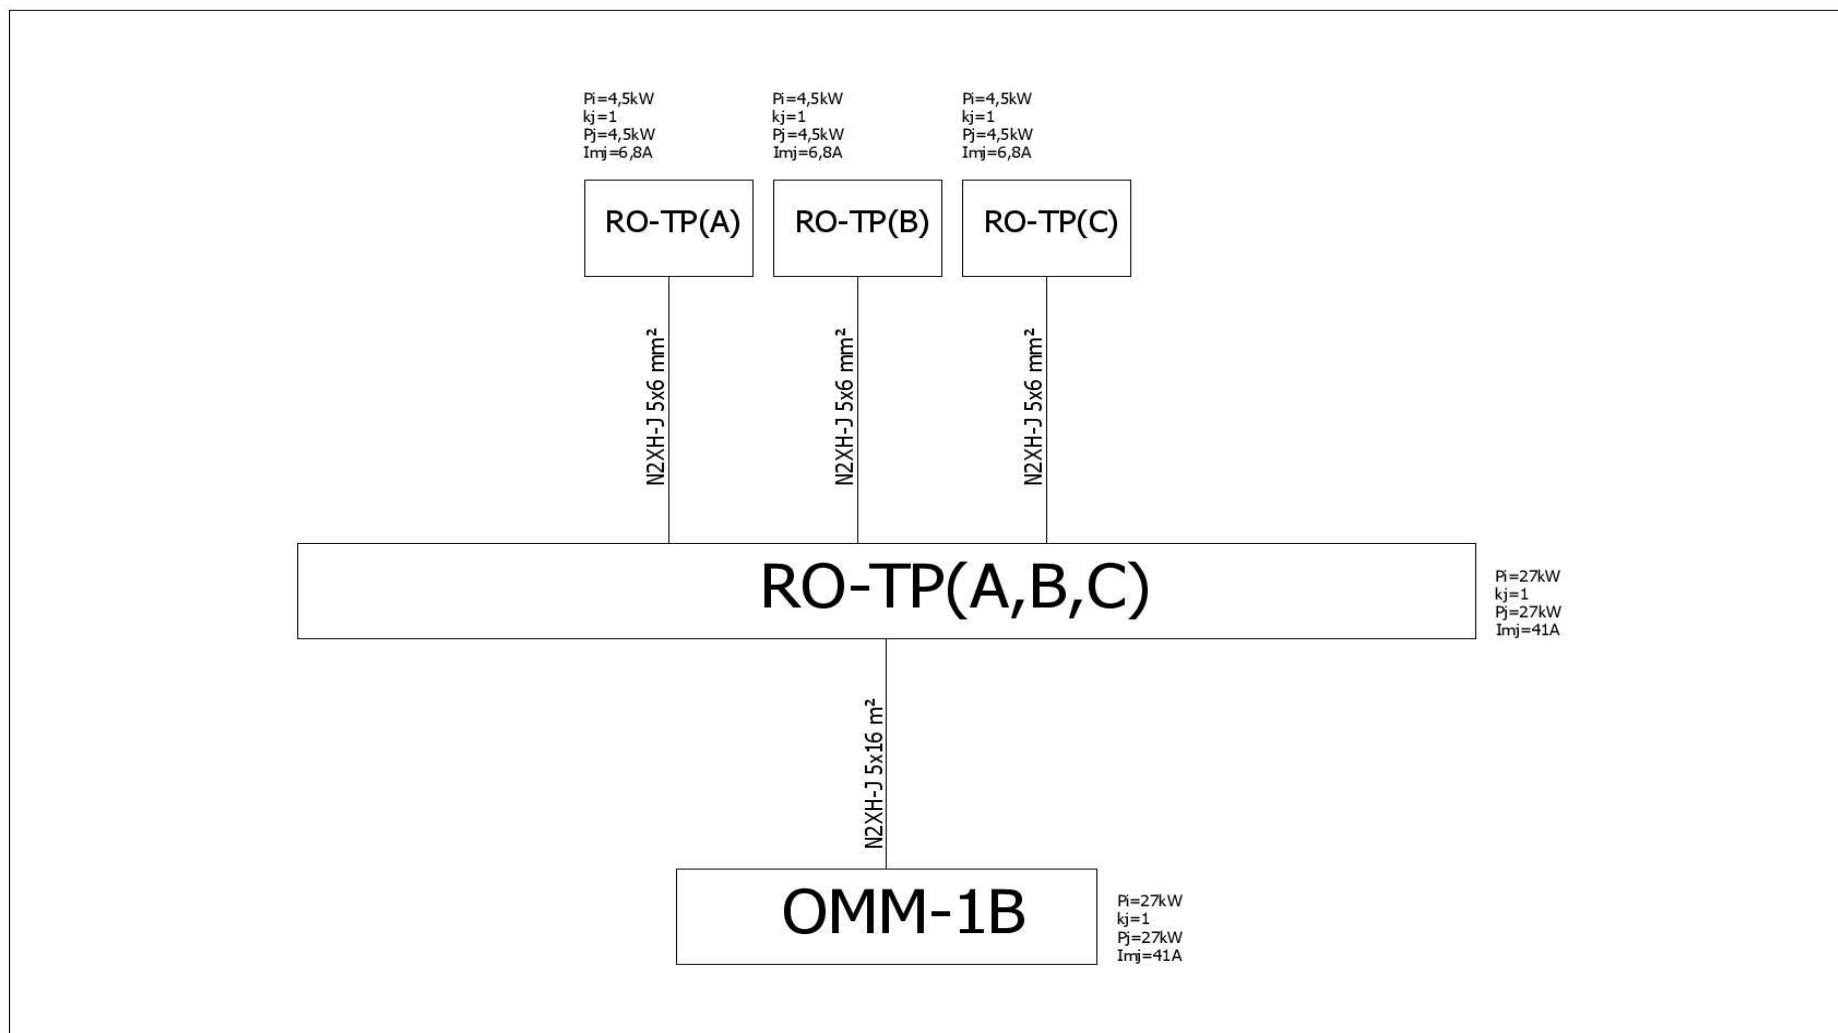 Pi=4,5kW
kj=1
Pj=4,5kW
Imj=6,8A
Pi=4,5kW
kj=1
Pj=4,5kW
Imj=6,8A
Pi=4,5kW
kj=1
Pj=4,5kW
Imj=6,8A
RO-TP(A)
RO-TP(B)
RO-TP(C)
N2XH-J 5x6 mm²
N2XH-J 5x6 mm²
N2XH-J 5x6 mm²
RO-TP(A,B,C)
Pi=27kW
kj=1
Pj=27kW
Imj=41A
N2XH-J 5x16 m²
OMM-1B
Pi=27kW
kj=1
Pj=27kW
Imj=41A